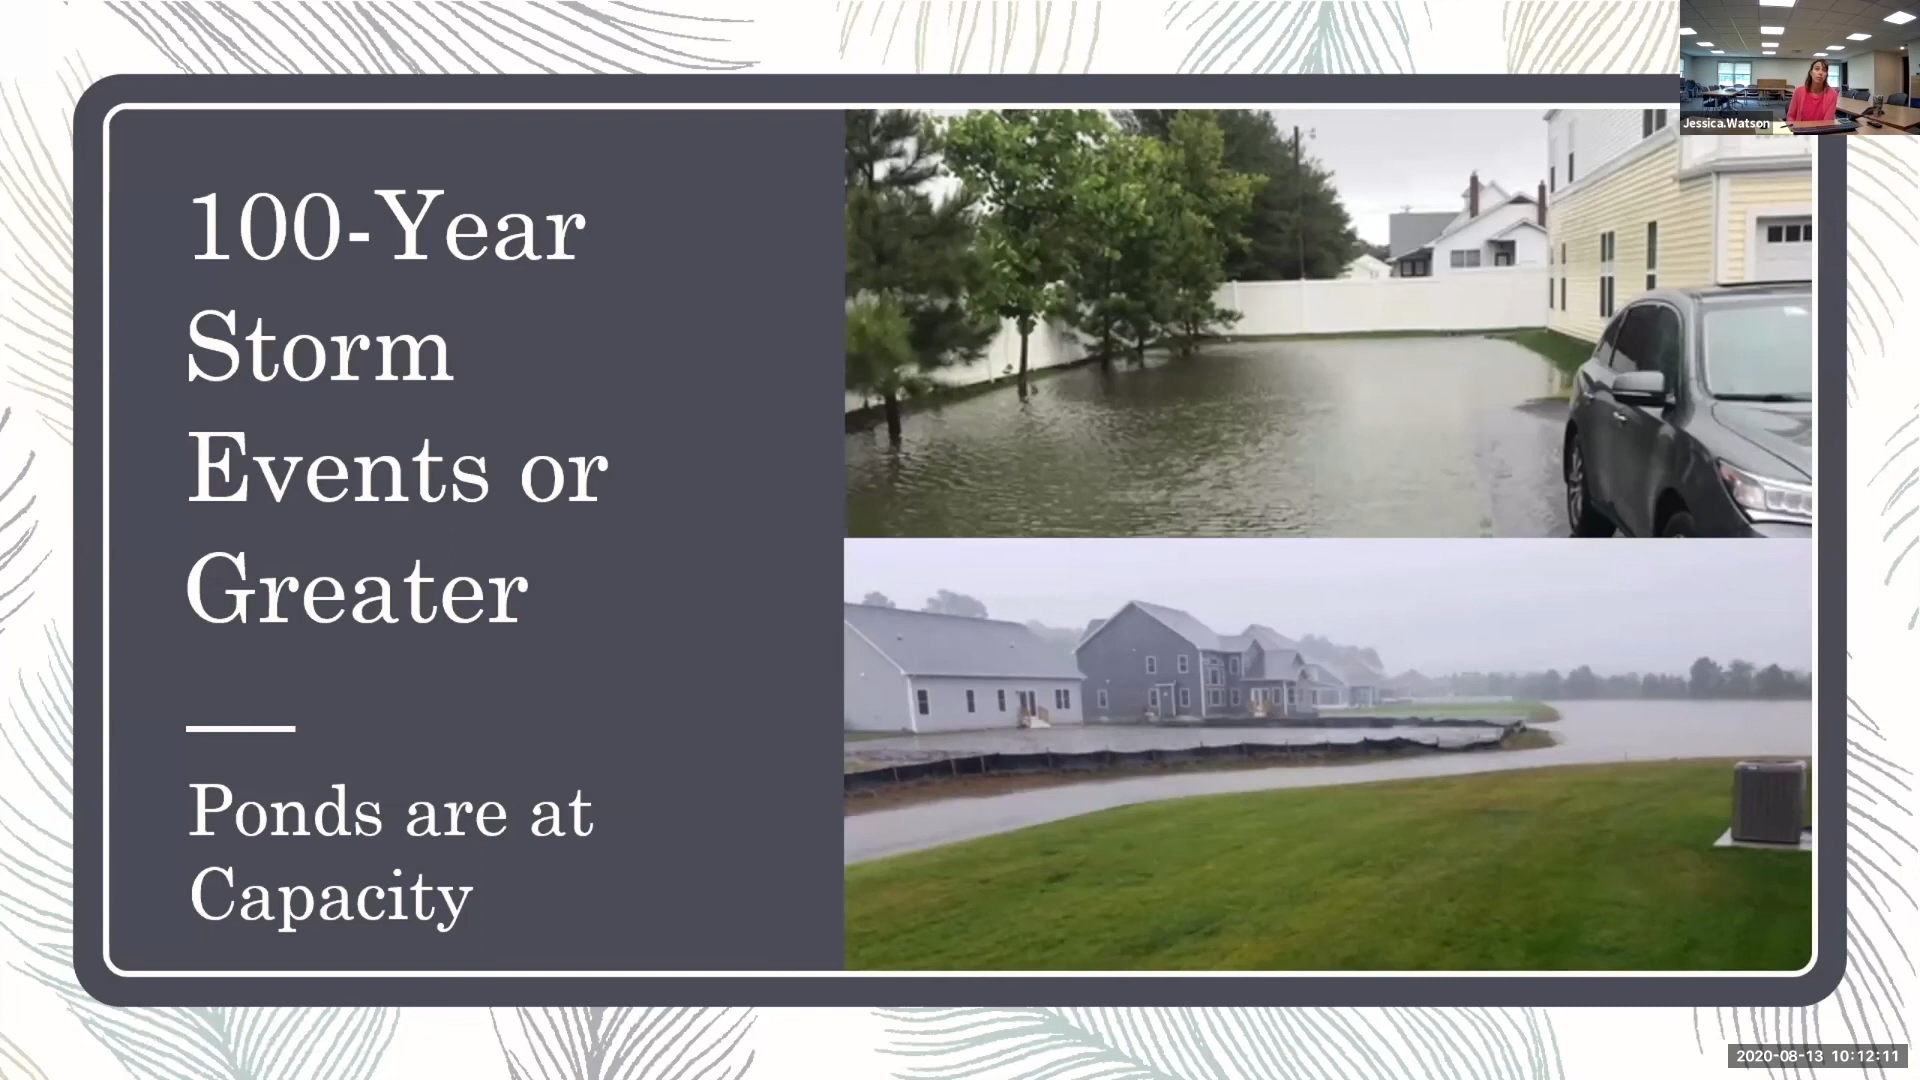 Jessica.Watson
100-Year
Storm
Events or
Greater
Ponds are at
Capacity
2020-08-13 10:12:11